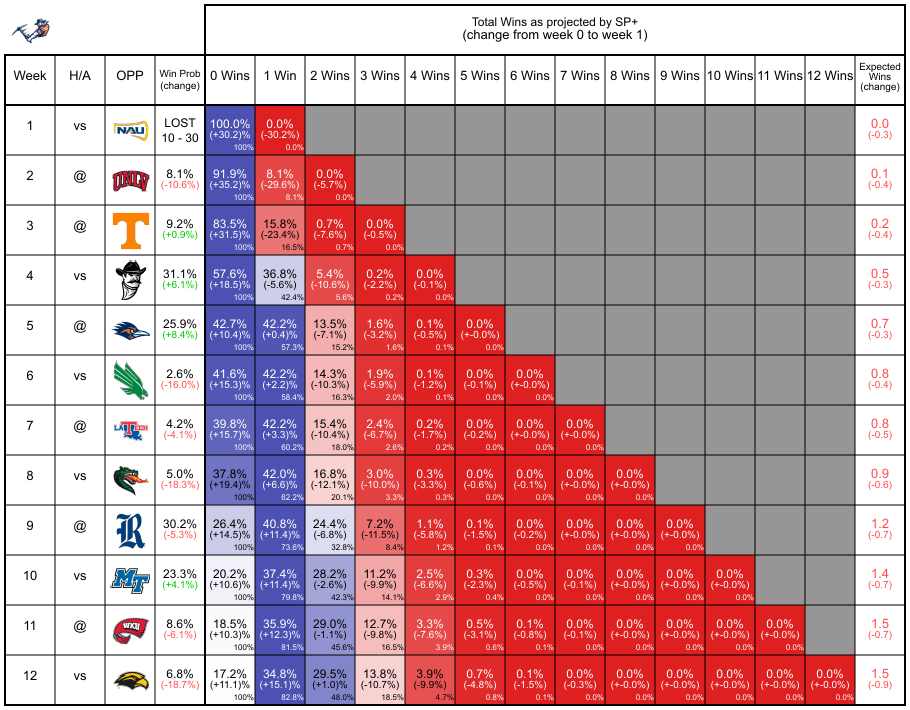 Total Wins as projected by SP+
(change from week 0 to week 1)
Week H/A OPP Win Prob (change) 0 Wins 1 Win 2 Wins 3 Wins 4 Wins 5 Wins 6 Wins 7 Wins 8 Wins 9 Wins 10 Wins 11 Wins 12 Wins Expected Wins (change)
1 vs NAU LOST 100.0% 0.0% 0.0
10 - 30 (+30.2)% (-30.2%) (-0.3)
100% 0.0%
2 @ UNLV 8.1% 91.9% 8.1% 0.0% 0.1
(-10.6%) (+35.2)% (-29.6%) (-5.7%) (-0.4)
100% 8.1% 0.0%
3 @ T 9.2% 83.5% 15.8% 0.7% 0.0% 0.2
(+0.9%) (+31.5)% (-23.4%) (-7.6%) (-0.5%) (-0.4)
100% 16.5% 0.7% 0.0%
4 vs 31.1% 57.6% 36.8% 5.4% 0.2% 0.0% 0.5
(+6.1%) (+18.5)% (-5.6%) (-10.6%) (-2.2%) (-0.1%) (-0.3)
100% 42.4% 5.6% 0.2% 0.0%
5 @ 25.9% 42.7% 42.2% 13.5% 1.6% 0.1% 0.0% 0.7
(+8.4%) (+10.4)% (+0.4)% (-7.1%) (-3.2%) (-0.5%) (+-0.0%) (-0.3)
100% 57.3% 15.2% 1.6% 0.1% 0.0%
6 vs 2.6% 41.6% 42.2% 14.3% 1.9% 0.1% 0.0% 0.0% 0.8
(-16.0%) (+15.3)% (+2.2)% (-10.3%) (-5.9%) (-1.2%) (-0.1%) (+-0.0%) (-0.4)
100% 58.4% 16.3% 2.0% 0.1% 0.0% 0.0%
7 @ LA TECH 4.2% 39.8% 42.2% 15.4% 2.4% 0.2% 0.0% 0.0% 0.0% 0.8
(-4.1%) (+15.7)% (+3.3)% (-10.4%) (-6.7%) (-1.7%) (-0.2%) (+-0.0%) (+-0.0%) (-0.5)
100% 60.2% 18.0% 2.6% 0.2% 0.0% 0.0% 0.0%
8 vs 5.0% 37.8% 42.0% 16.8% 3.0% 0.3% 0.0% 0.0% 0.0% 0.0% 0.9
(-18.3%) (+19.4)% (+6.6)% (-12.1%) (-10.0%) (-3.3%) (-0.6%) (-0.1%) (+-0.0%) (+-0.0%) (-0.6)
100% 62.2% 20.1% 3.3% 0.3% 0.0% 0.0% 0.0% 0.0%
9 @ R 30.2% 26.4% 40.8% 24.4% 7.2% 1.1% 0.1% 0.0% 0.0% 0.0% 0.0% 1.2
(-5.3%) (+14.5)% (+11.4)% (-6.8%) (-11.5%) (-5.8%) (-1.5%) (-0.2%) (+-0.0%) (+-0.0%) (+-0.0%) (-0.7)
100% 73.6% 32.8% 8.4% 1.2% 0.1% 0.0% 0.0% 0.0% 0.0%
10 vs MT 23.3% 20.2% 37.4% 28.2% 11.2% 2.5% 0.3% 0.0% 0.0% 0.0% 0.0% 0.0% 1.4
(+4.1%) (+10.6)% (+11.4)% (-2.6%) (-9.9%) (-6.6%) (-2.3%) (-0.5%) (-0.1%) (+-0.0%) (+-0.0%) (+-0.0%) (-0.7)
100% 79.8% 42.3% 14.1% 2.9% 0.4% 0.0% 0.0% 0.0% 0.0% 0.0%
11 @ WKU 8.6% 18.5% 35.9% 29.0% 12.7% 3.3% 0.5% 0.1% 0.0% 0.0% 0.0% 0.0% 0.0% 1.5
(-6.1%) (+10.3)% (+12.3)% (-1.1%) (-9.8%) (-7.6%) (-3.1%) (-0.8%) (-0.1%) (+-0.0%) (+-0.0%) (+-0.0%) (+-0.0%) (-0.7)
100% 81.5% 45.6% 16.5% 3.9% 0.6% 0.1% 0.0% 0.0% 0.0% 0.0% 0.0%
12 vs 6.8% 17.2% 34.8% 29.5% 13.8% 3.9% 0.7% 0.1% 0.0% 0.0% 0.0% 0.0% 0.0% 0.0% 1.5
(-18.7%) (+11.1)% (+15.1)% (+1.0)% (-10.7%) (-9.9%) (-4.8%) (-1.5%) (-0.3%) (+-0.0%) (+-0.0%) (+-0.0%) (+-0.0%) (+-0.0%) (-0.9)
100% 82.8% 48.0% 18.5% 4.7% 0.8% 0.1% 0.0% 0.0% 0.0% 0.0% 0.0% 0.0%